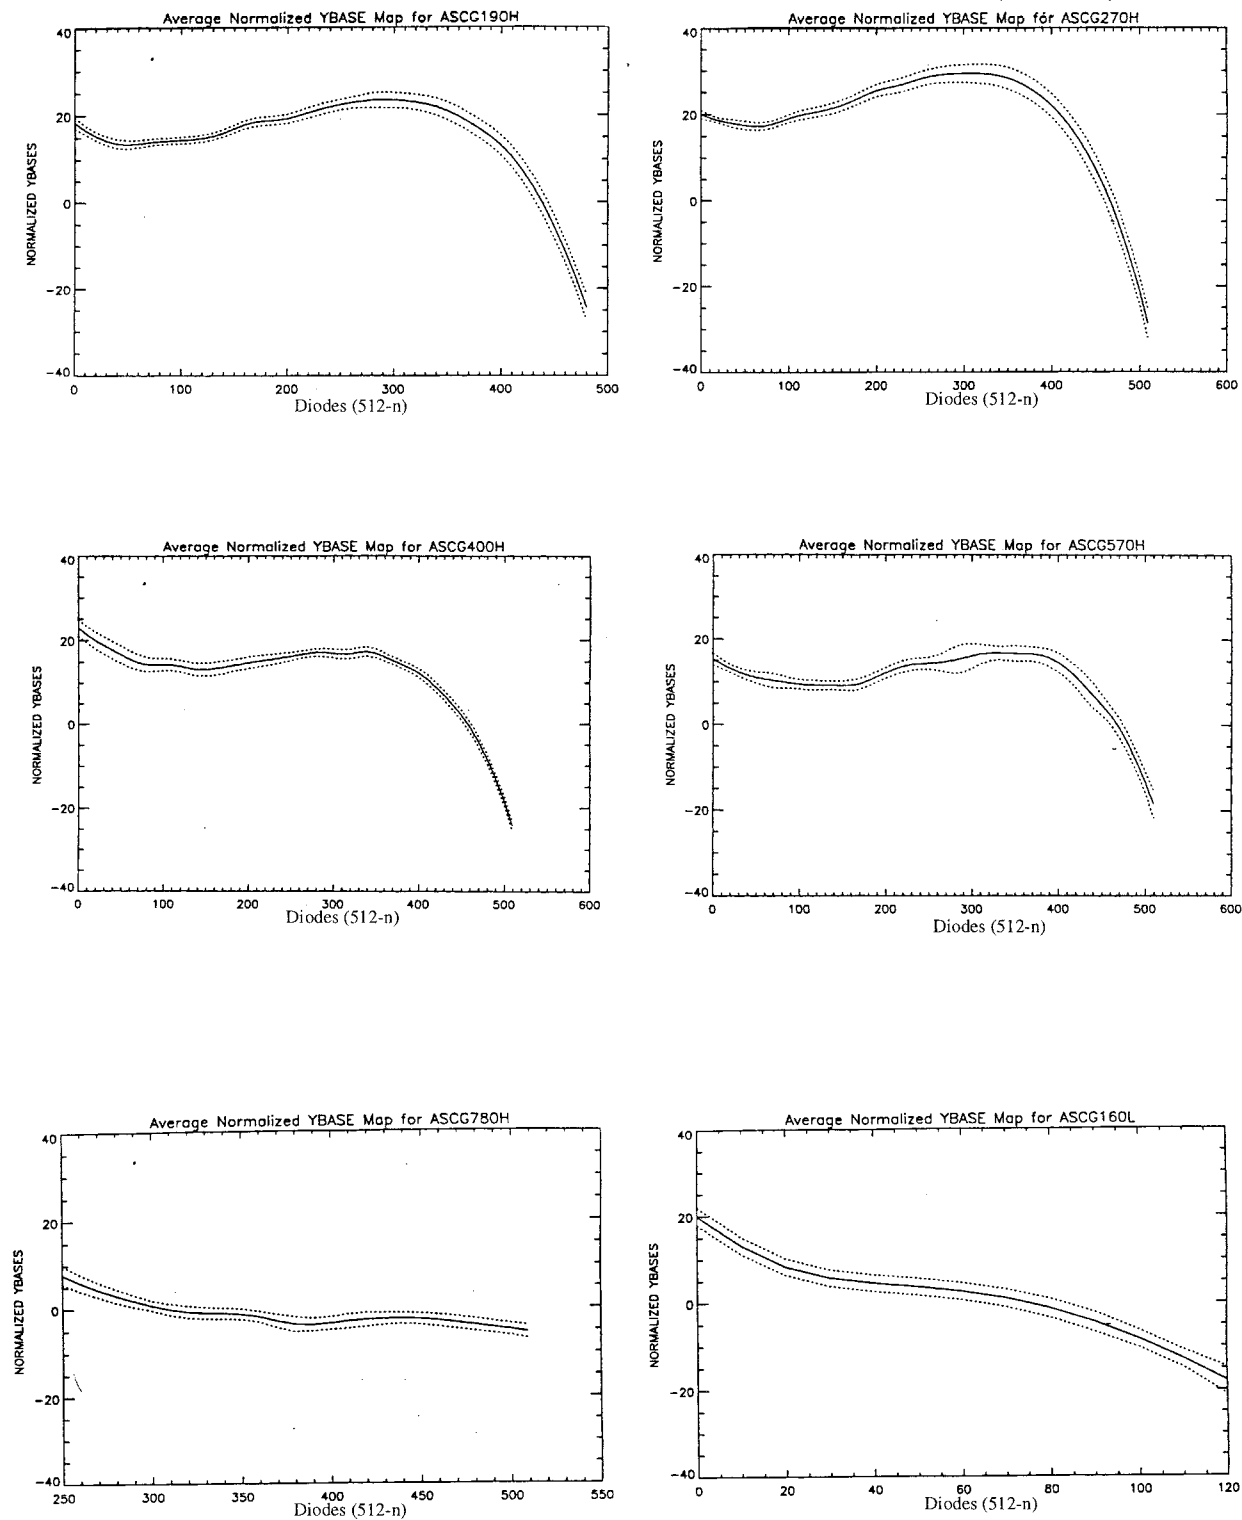 Average Normalized YBASE Map for ASCG190H
40
20
0
−20
−40
NORMALIZED YBASES
0 100 200 300 400 500
Diodes (512-n)
Average Normalized YBASE Map for ASCG270H
40
20
0
−20
−40
NORMALIZED YBASES
0 100 200 300 400 500 600
Diodes (512-n)
Average Normalized YBASE Map for ASCG400H
40
20
0
−20
−40
NORMALIZED YBASES
0 100 200 300 400 500 600
Diodes (512-n)
Average Normalized YBASE Map for ASCG570H
40
20
0
−20
−40
NORMALIZED YBASES
0 100 200 300 400 500 600
Diodes (512-n)
Average Normalized YBASE Map for ASCG780H
40
20
0
−20
−40
NORMALIZED YBASES
250 300 350 400 450 500 550
Diodes (512-n)
Average Normalized YBASE Map for ASCG160L
40
20
0
−20
−40
NORMALIZED YBASES
0 20 40 60 80 100 120
Diodes (512-n)